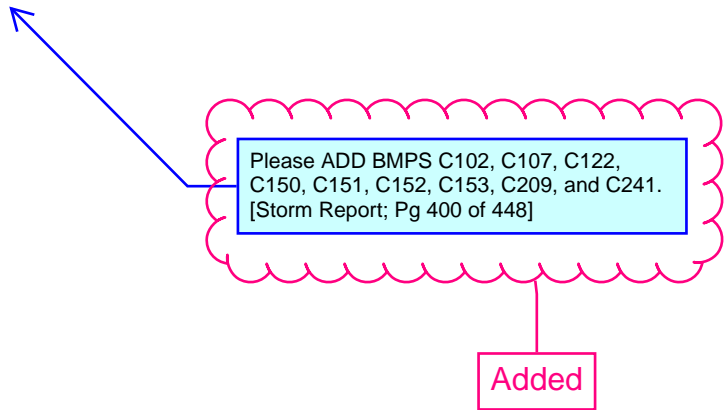 Please ADD BMPS C102, C107, C122,
C150, C151, C152, C153, C209, and C241.
[Storm Report; Pg 400 of 448]
Added